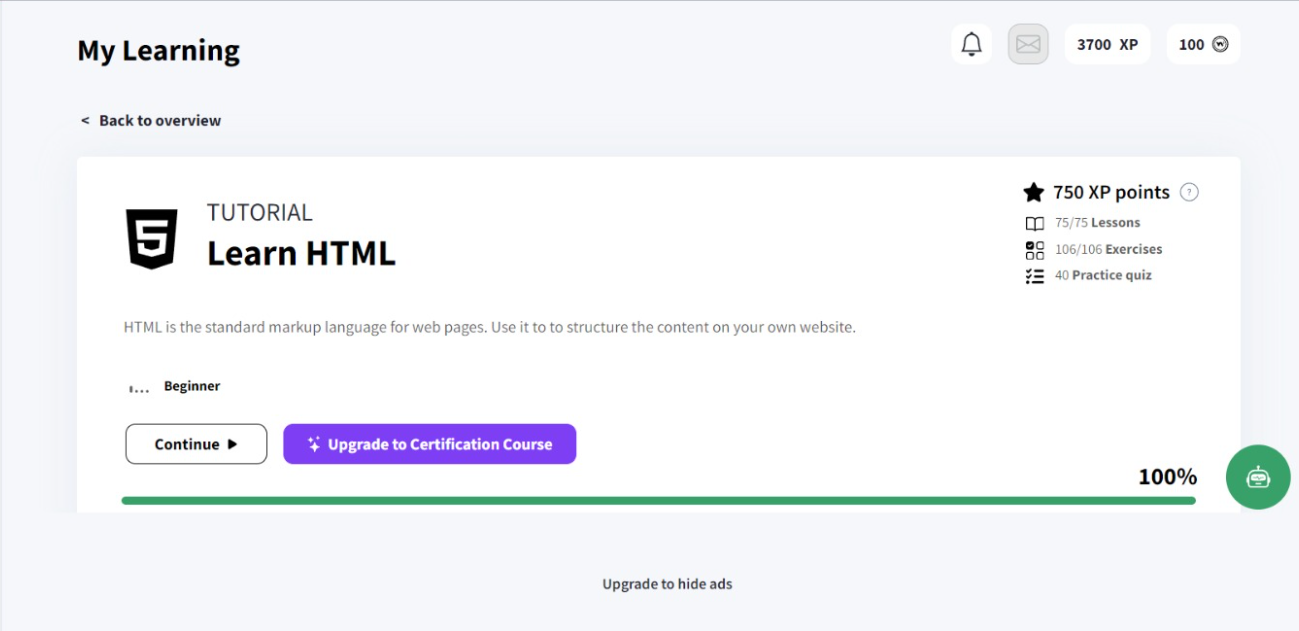 My Learning
3700 XP
100
< Back to overview
TUTORIAL
Learn HTML
750 XP points ?
75/75 Lessons
106/106 Exercises
40 Practice quiz
HTML is the standard markup language for web pages. Use it to to structure the content on your own website.
Beginner
Continue
Upgrade to Certification Course
100%
Upgrade to hide ads